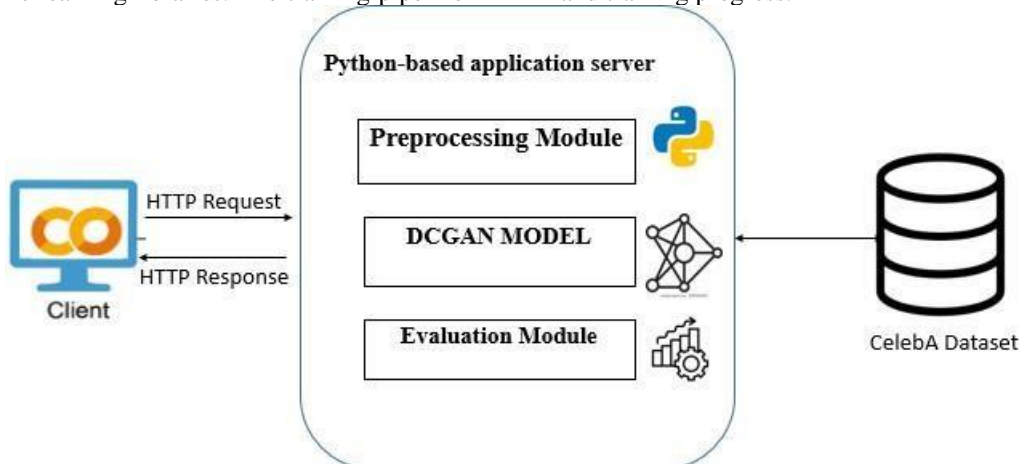 Python-based application server
Preprocessing Module
HTTP Request
DCGAN MODEL
HTTP Response
Client
Evaluation Module
CelebA Dataset